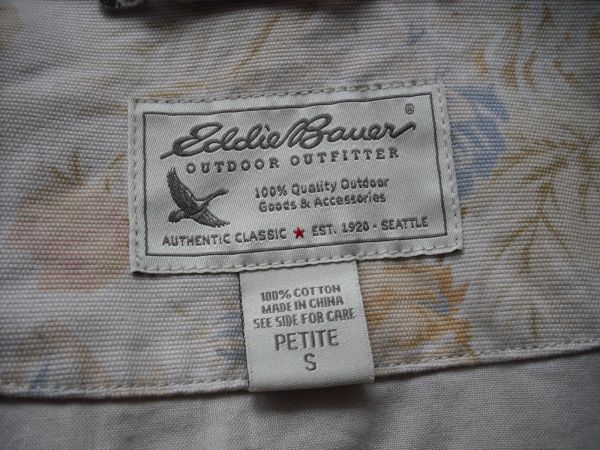 Eddie Bauer ®
OUTDOOR OUTFITTER
100% Quality Outdoor
Goods & Accessories
AUTHENTIC CLASSIC ★ EST. 1920 - SEATTLE
100% COTTON
MADE IN CHINA
SEE SIDE FOR CARE
PETITE
S